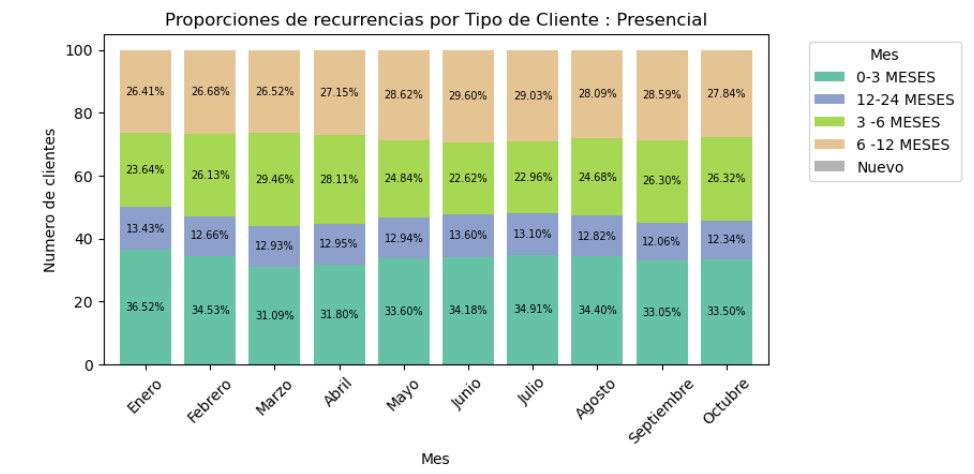 Proporciones de recurrencias por Tipo de Cliente : Presencial
Numero de clientes
100
80
60
40
20
0
26.41% 26.68% 26.52% 27.15% 28.62% 29.60% 29.03% 28.09% 28.59% 27.84%
23.64% 26.13% 29.46% 28.11% 24.84% 22.62% 22.96% 24.68% 26.30% 26.32%
13.43% 12.66% 12.93% 12.95% 12.94% 13.60% 13.10% 12.82% 12.06% 12.34%
36.52% 34.53% 31.09% 31.80% 33.60% 34.18% 34.91% 34.40% 33.05% 33.50%
Enero Febrero Marzo Abril Mayo Junio Julio Agosto Septiembre Octubre
Mes
Mes
0-3 MESES
12-24 MESES
3 -6 MESES
6 -12 MESES
Nuevo